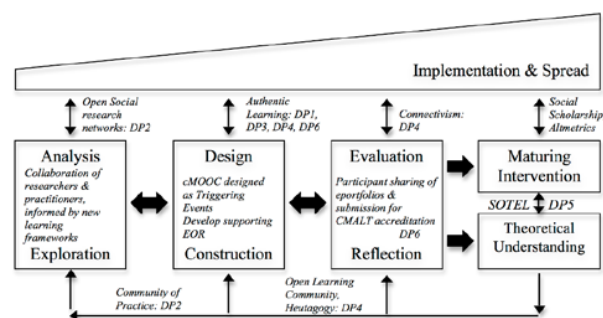 Implementation & Spread
Open Social
research
networks: DP2
Authentic
Learning: DP1,
DP3, DP4, DP6
Connectivism:
DP4
Social
Scholarship
Altmetrics
Analysis
Collaboration of
researchers &
practitioners,
informed by new
learning
frameworks
Exploration
Design
cMOOC designed
as Triggering
Events
Develop supporting
EOR
Construction
Evaluation
Participant sharing of
eportfolios &
submission for
CMALT accreditation
DP6
Reflection
Maturing
Intervention
SOTEL DP5
Theoretical
Understanding
Community of
Practice: DP2
Open Learning
Community,
Heutagogy: DP4